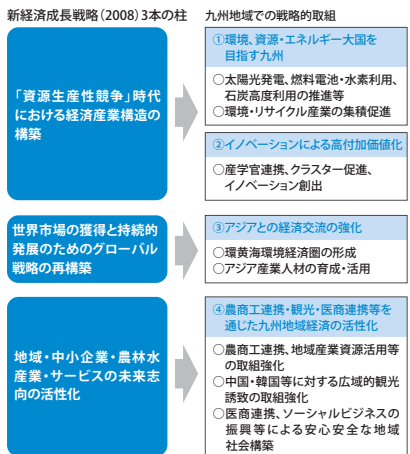 新経済成長戦略(2008)3本の柱
九州地域での戦略的取組
「資源生産性競争」時代
における経済産業構造の
構築
①環境、資源・エネルギー大国を
目指す九州
○太陽光発電、燃料電池・水素利用、
石炭高度利用の推進等
○環境・リサイクル産業の集積促進
②イノベーションによる高付加価値化
○産学官連携、クラスター促進、
イノベーション創出
世界市場の獲得と持続的
発展のためのグローバル
戦略の再構築
③アジアとの経済交流の強化
○環黄海環境経済圏の形成
○アジア産業人材の育成・活用
地域・中小企業・農林水
産業・サービスの未来志
向の活性化
④農商工連携・観光・医商連携等を
通じた九州地域経済の活性化
○農商工連携、地域産業資源活用等
の取組強化
○中国・韓国等に対する広域的観光
誘致の取組強化
○医商連携、ソーシャルビジネスの
振興等による安心安全な地域
社会構築